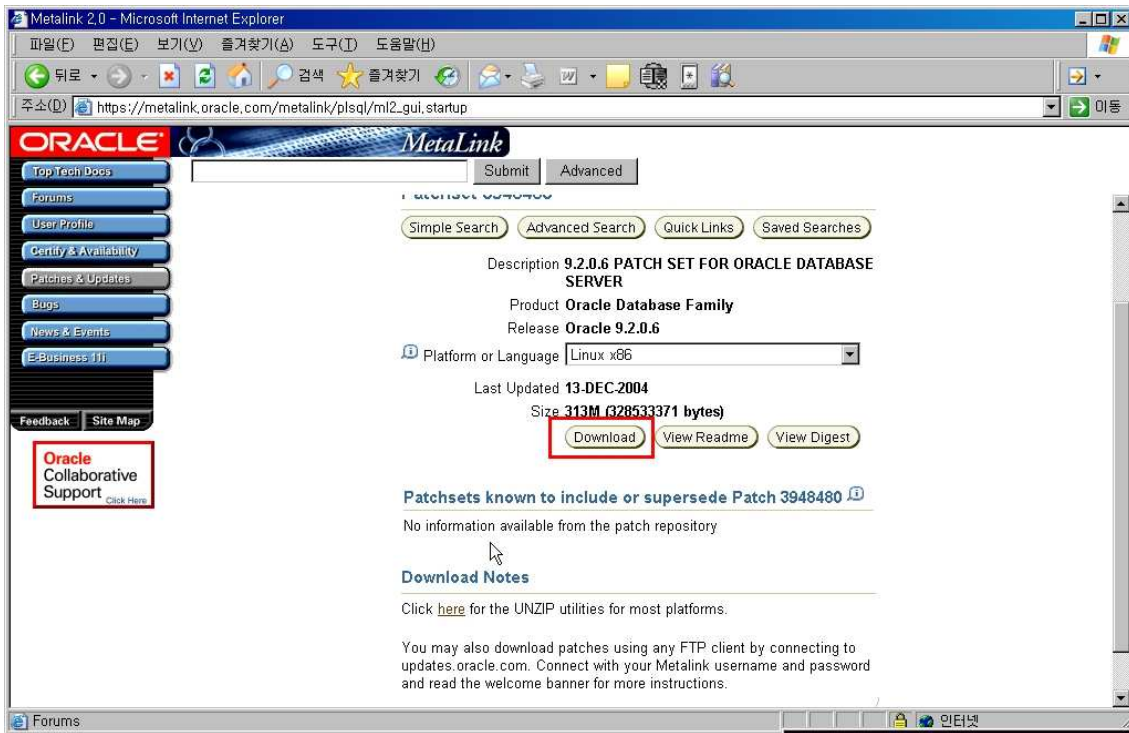 Metalink 2,0 - Microsoft Internet Explorer
파일(F) 편집(E) 보기(V) 즐겨찾기(A) 도구(T) 도움말(H)
뒤로 검색 즐겨찾기
주소(D) https://metalink,oracle,com/metalink/plsql/ml2_gui,startup 이동
ORACLE MetaLink
Submit Advanced
Top Tech Docs
Forums
User Profile
Certify & Availability
Patches & Updates
Bugs
News & Events
E-Business 11i
Feedback Site Map
Oracle
Collaborative
Support Click Here
Patchset 3948480
Simple Search Advanced Search Quick Links Saved Searches
Description 9.2.0.6 PATCH SET FOR ORACLE DATABASE
SERVER
Product Oracle Database Family
Release Oracle 9.2.0.6
Platform or Language Linux x86
Last Updated 13-DEC-2004
Size 313M (328533371 bytes)
Download View Readme View Digest
Patchsets known to include or supersede Patch 3948480
No information available from the patch repository
Download Notes
Click here for the UNZIP utilities for most platforms.
You may also download patches using any FTP client by connecting to
updates.oracle.com. Connect with your Metalink username and password
and read the welcome banner for more instructions.
Forums 인터넷